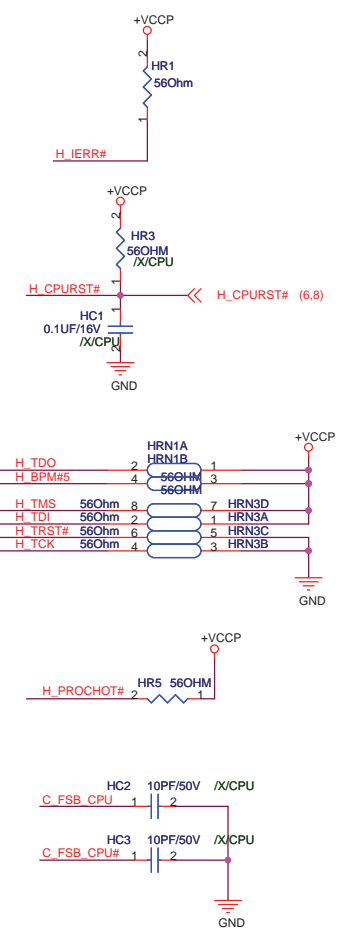 +VCCP
2
HR1
56Ohm
1
H_IERR#
+VCCP
2
HR3
56OHM
/X/CPU
1
H_CPURST#
H_CPURST# (6,8)
1
HC1
0.1UF/16V
/X/CPU
2
GND
+VCCP
HRN1A
HRN1B
H_TDO 2 56OHM 1
H_BPM#5 4 56OHM 3
H_TMS 56Ohm 8 7 HRN3D
H_TDI 56Ohm 2 1 HRN3A
H_TRST# 56Ohm 6 5 HRN3C
H_TCK 56Ohm 4 3 HRN3B
GND
+VCCP
HR5 56OHM
H_PROCHOT# 2 1
HC2 10PF/50V /X/CPU
C_FSB_CPU 1 2
HC3 10PF/50V /X/CPU
C_FSB_CPU# 1 2
GND